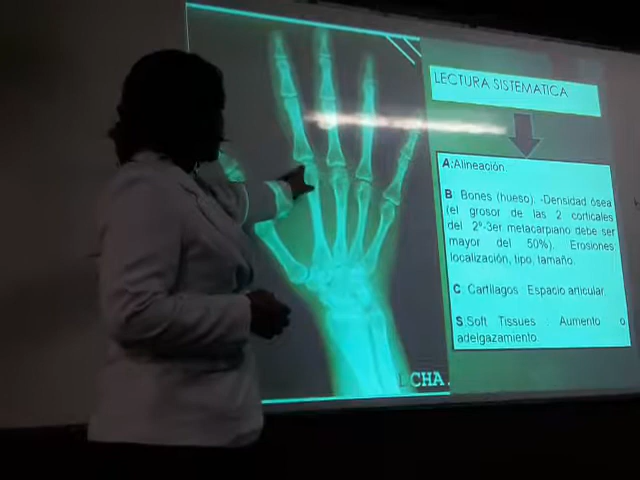 LECTURA SISTEMATICA
A:Alineación.
B: Bones (hueso). -Densidad ósea
(el grosor de las 2 corticales
del 2º-3er metacarpiano debe ser
mayor del 50%). Erosiones
localización, tipo, tamaño.
C: Cartílagos : Espacio articular.
S:Soft Tissues : Aumento o
adelgazamiento.
L CHA.